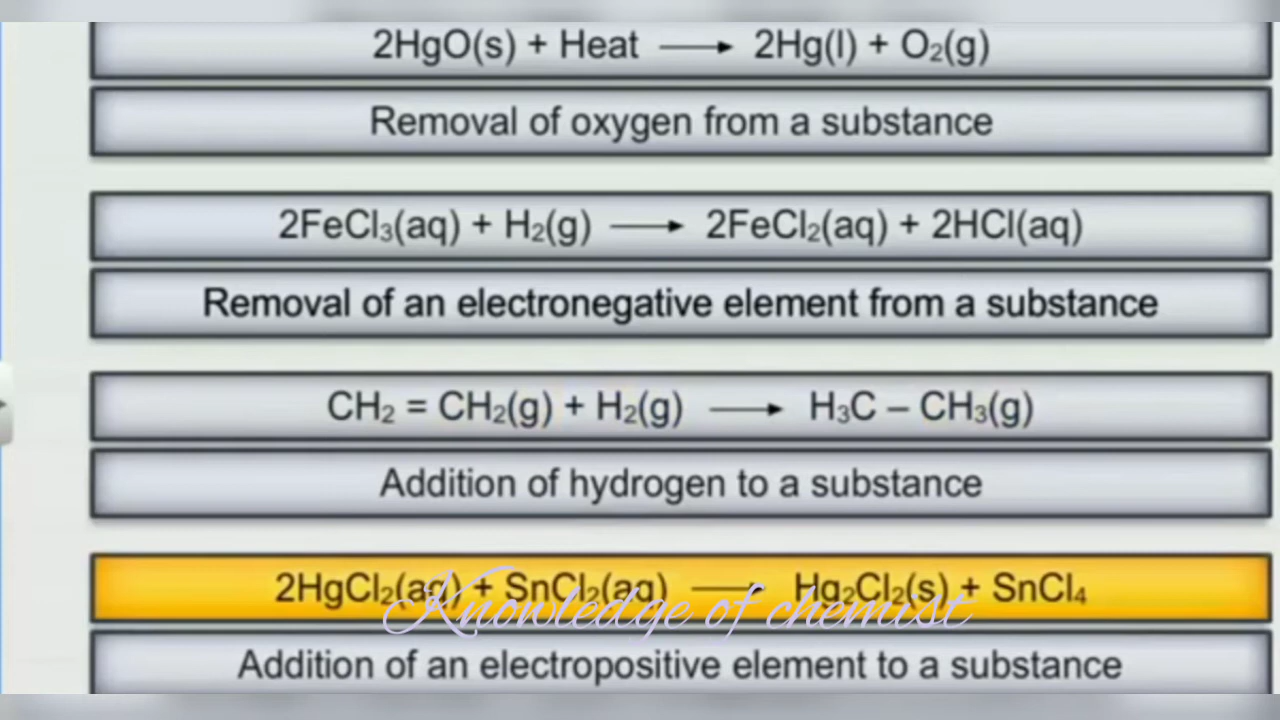 2HgO(s) + Heat ⟶ 2Hg(l) + O₂(g)
Removal of oxygen from a substance
2FeCl₃(aq) + H₂(g) ⟶ 2FeCl₂(aq) + 2HCl(aq)
Removal of an electronegative element from a substance
CH₂ = CH₂(g) + H₂(g) ⟶ H₃C – CH₃(g)
Addition of hydrogen to a substance
2HgCl₂(aq) + SnCl₂(aq) ⟶ Hg₂Cl₂(s) + SnCl₄
Knowledge of chemist
Addition of an electropositive element to a substance